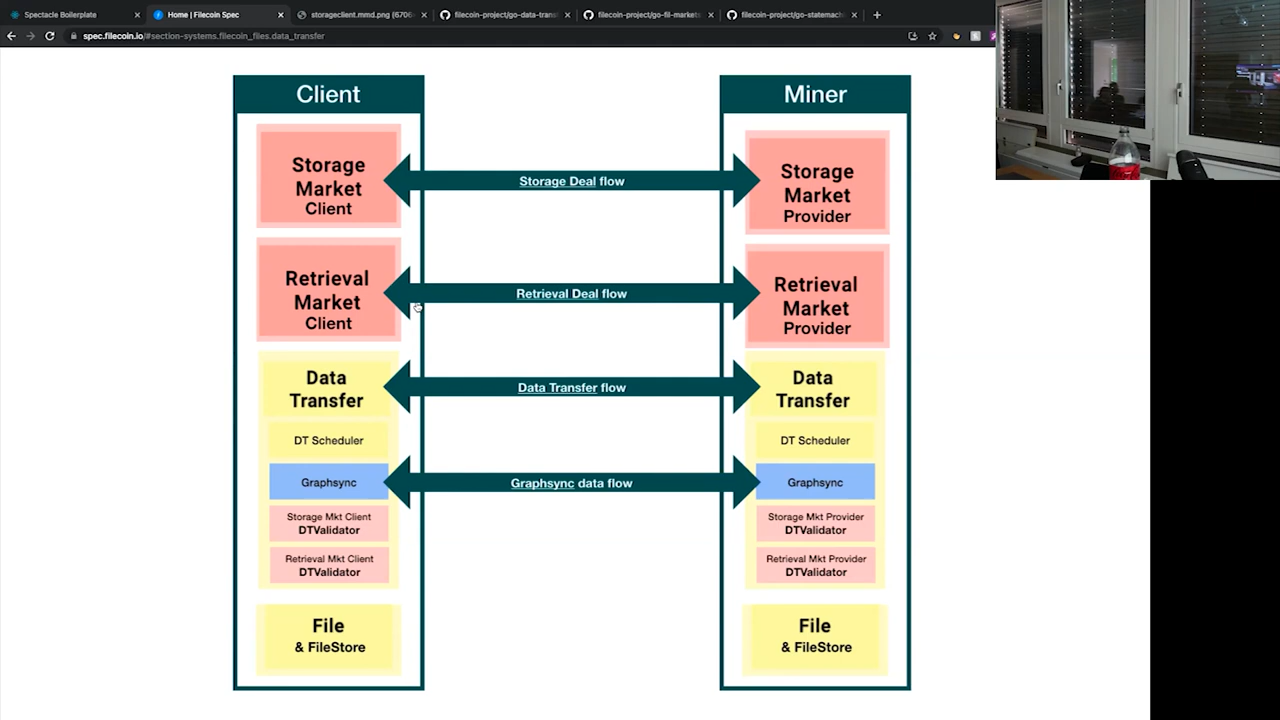 Spectacle Boilerplate
Home | Filecoin Spec
storageclient.mmd.png (6706
filecoin-project/go-data-trans
filecoin-project/go-fil-markets
filecoin-project/go-statemach
spec.filecoin.io/#section-systems.filecoin_files.data_transfer
Client
Miner
Storage
Market
Client
Storage Deal flow
Storage
Market
Provider
Retrieval
Market
Client
Retrieval Deal flow
Retrieval
Market
Provider
Data
Transfer
Data Transfer flow
Data
Transfer
DT Scheduler
DT Scheduler
Graphsync
Graphsync data flow
Graphsync
Storage Mkt Client
DTValidator
Storage Mkt Provider
DTValidator
Retrieval Mkt Client
DTValidator
Retrieval Mkt Provider
DTValidator
File
& FileStore
File
& FileStore